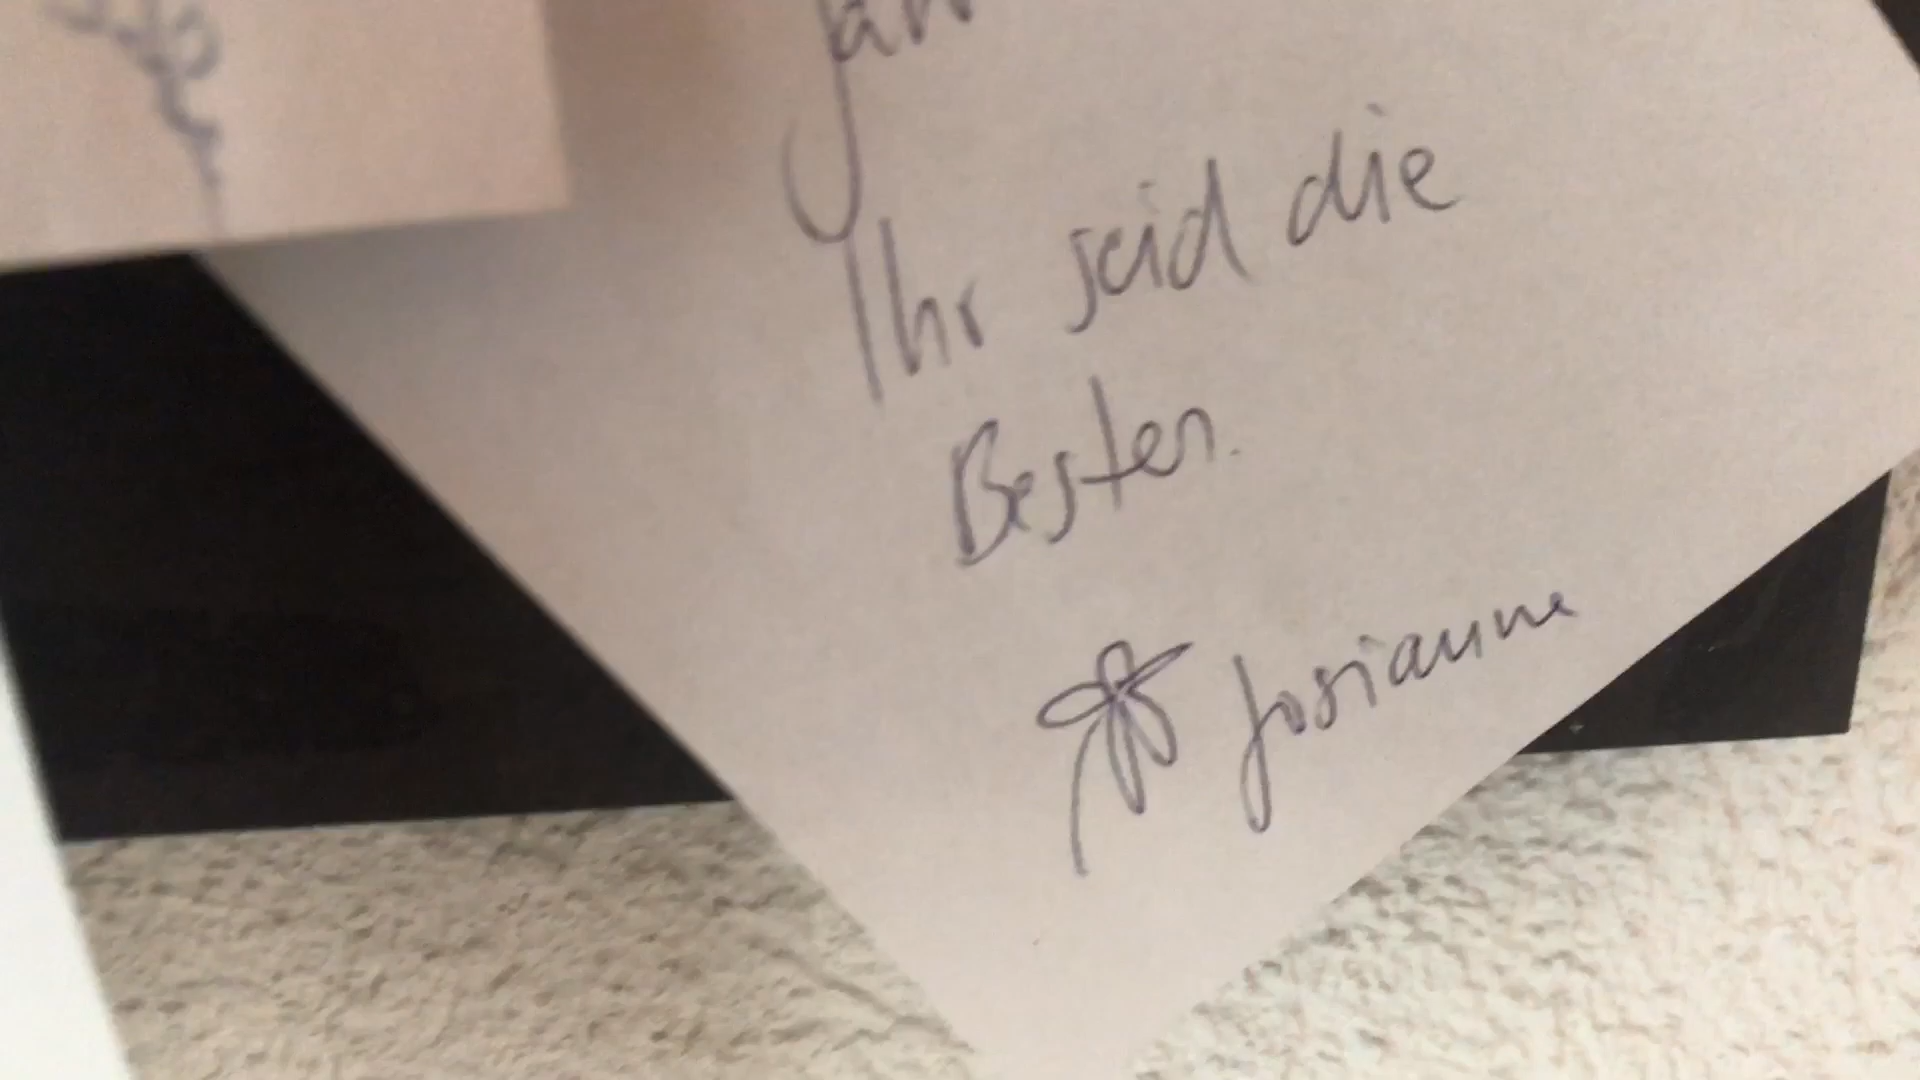 Ihr seid die
Besten.
Josianne